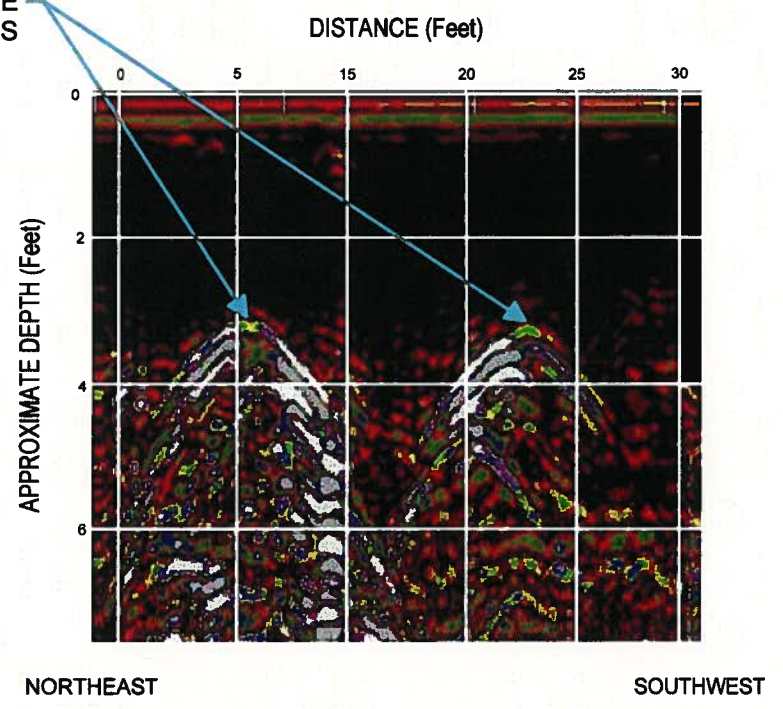 E
S
DISTANCE (Feet)
0 5 15 20 25 30
0
2
4
6
APPROXIMATE DEPTH (Feet)
NORTHEAST SOUTHWEST